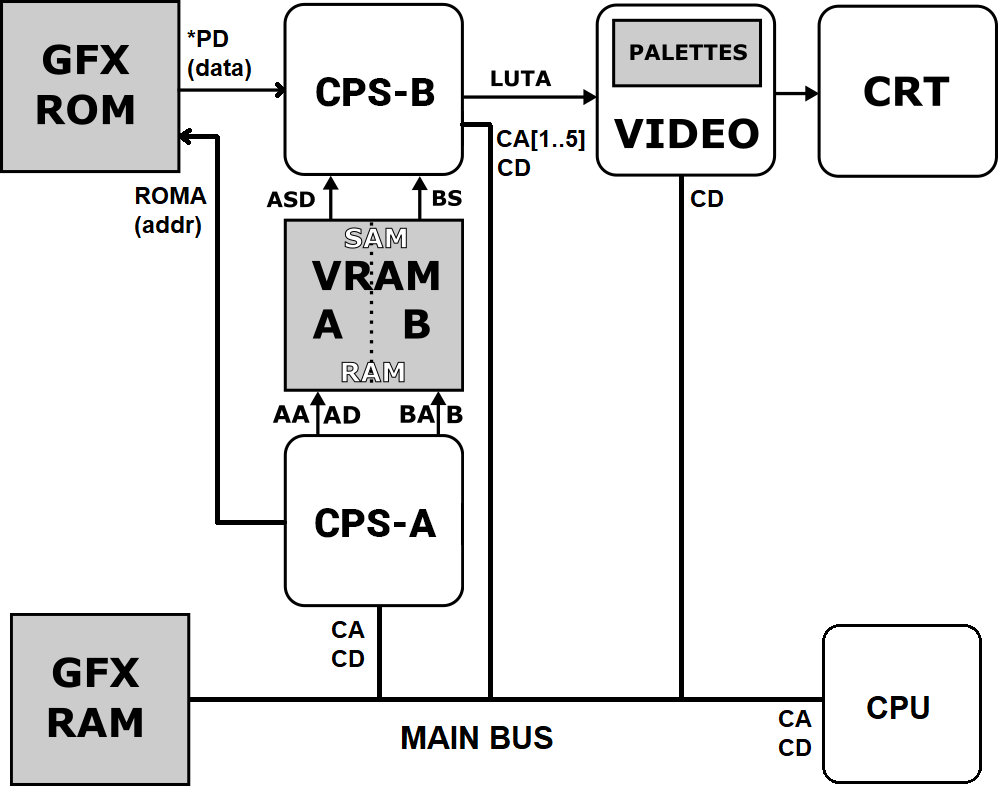 GFX
ROM
*PD
(data)
CPS-B
LUTA
PALETTES
VIDEO
CRT
CA[1..5]
CD
ROMA
(addr)
ASD
BS
CD
SAM
VRAM
A B
RAM
AA AD
BA B
CPS-A
CA
CD
GFX
RAM
MAIN BUS
CPU
CA
CD